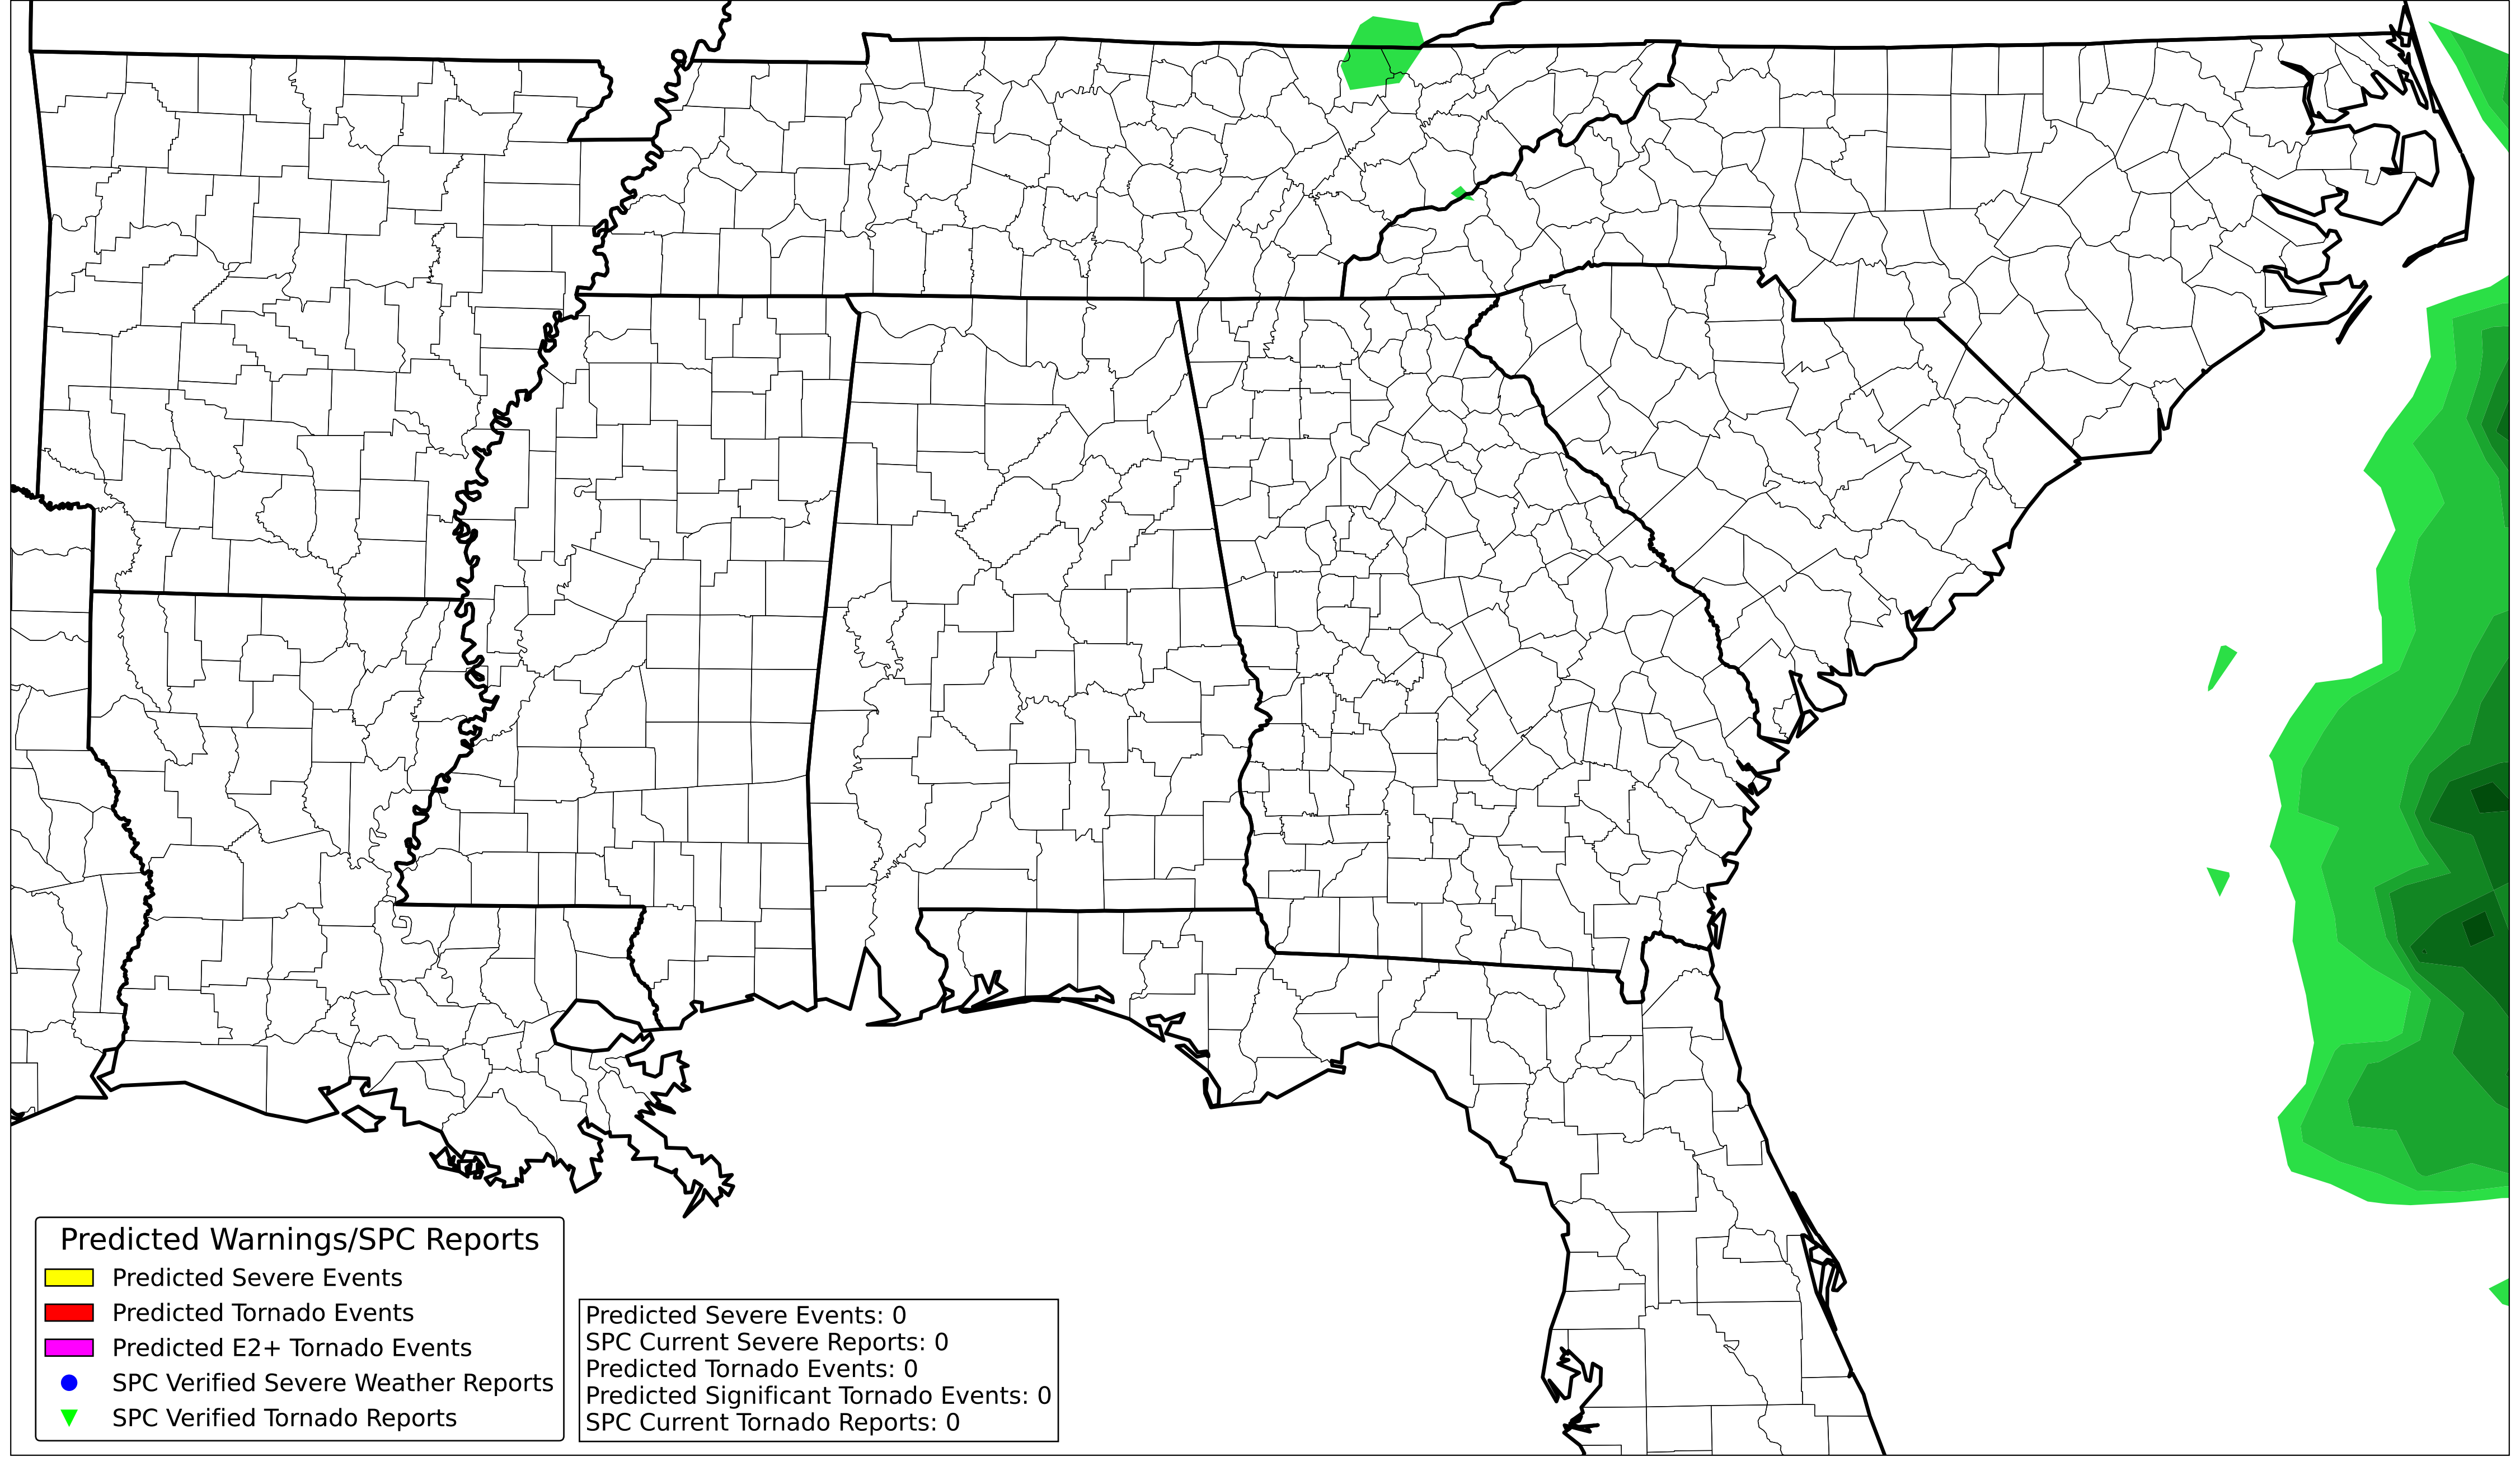 Predicted Warnings/SPC Reports
Predicted Severe Events
Predicted Tornado Events
Predicted E2+ Tornado Events
SPC Verified Severe Weather Reports
SPC Verified Tornado Reports
Predicted Severe Events: 0
SPC Current Severe Reports: 0
Predicted Tornado Events: 0
Predicted Significant Tornado Events: 0
SPC Current Tornado Reports: 0